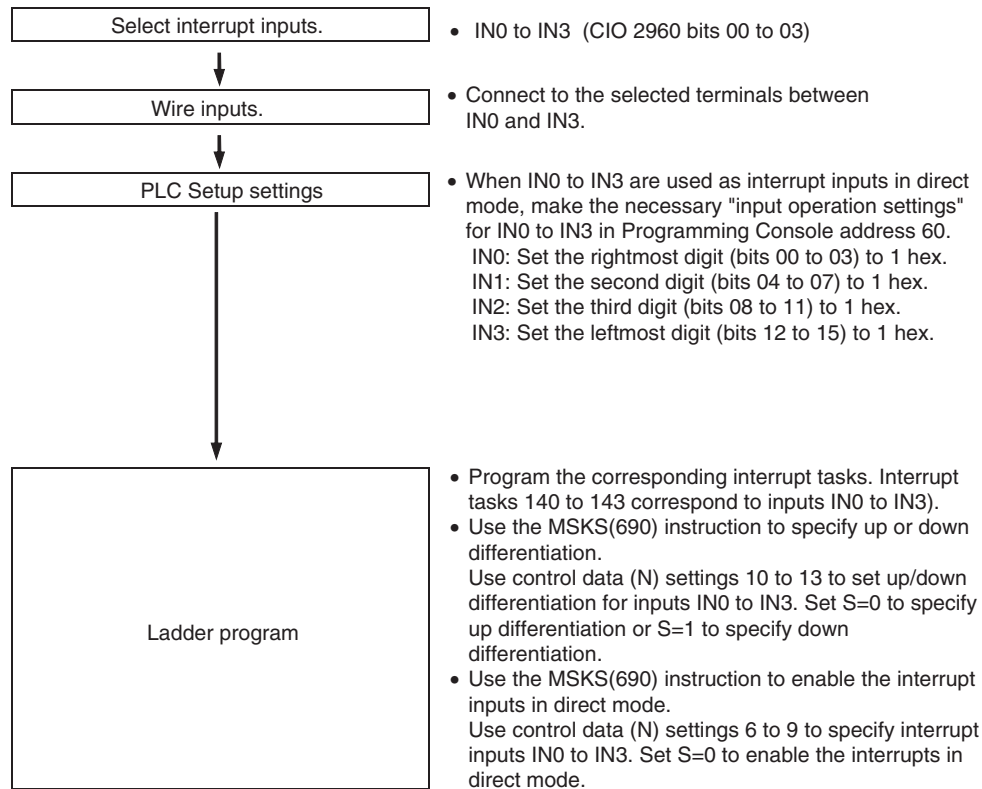 Select interrupt inputs.
• IN0 to IN3 (CIO 2960 bits 00 to 03)
Wire inputs.
• Connect to the selected terminals between
IN0 and IN3.
PLC Setup settings
• When IN0 to IN3 are used as interrupt inputs in direct
mode, make the necessary "input operation settings"
for IN0 to IN3 in Programming Console address 60.
IN0: Set the rightmost digit (bits 00 to 03) to 1 hex.
IN1: Set the second digit (bits 04 to 07) to 1 hex.
IN2: Set the third digit (bits 08 to 11) to 1 hex.
IN3: Set the leftmost digit (bits 12 to 15) to 1 hex.
Ladder program
• Program the corresponding interrupt tasks. Interrupt
tasks 140 to 143 correspond to inputs IN0 to IN3).
• Use the MSKS(690) instruction to specify up or down
differentiation.
Use control data (N) settings 10 to 13 to set up/down
differentiation for inputs IN0 to IN3. Set S=0 to specify
up differentiation or S=1 to specify down
differentiation.
• Use the MSKS(690) instruction to enable the interrupt
inputs in direct mode.
Use control data (N) settings 6 to 9 to specify interrupt
inputs IN0 to IN3. Set S=0 to enable the interrupts in
direct mode.